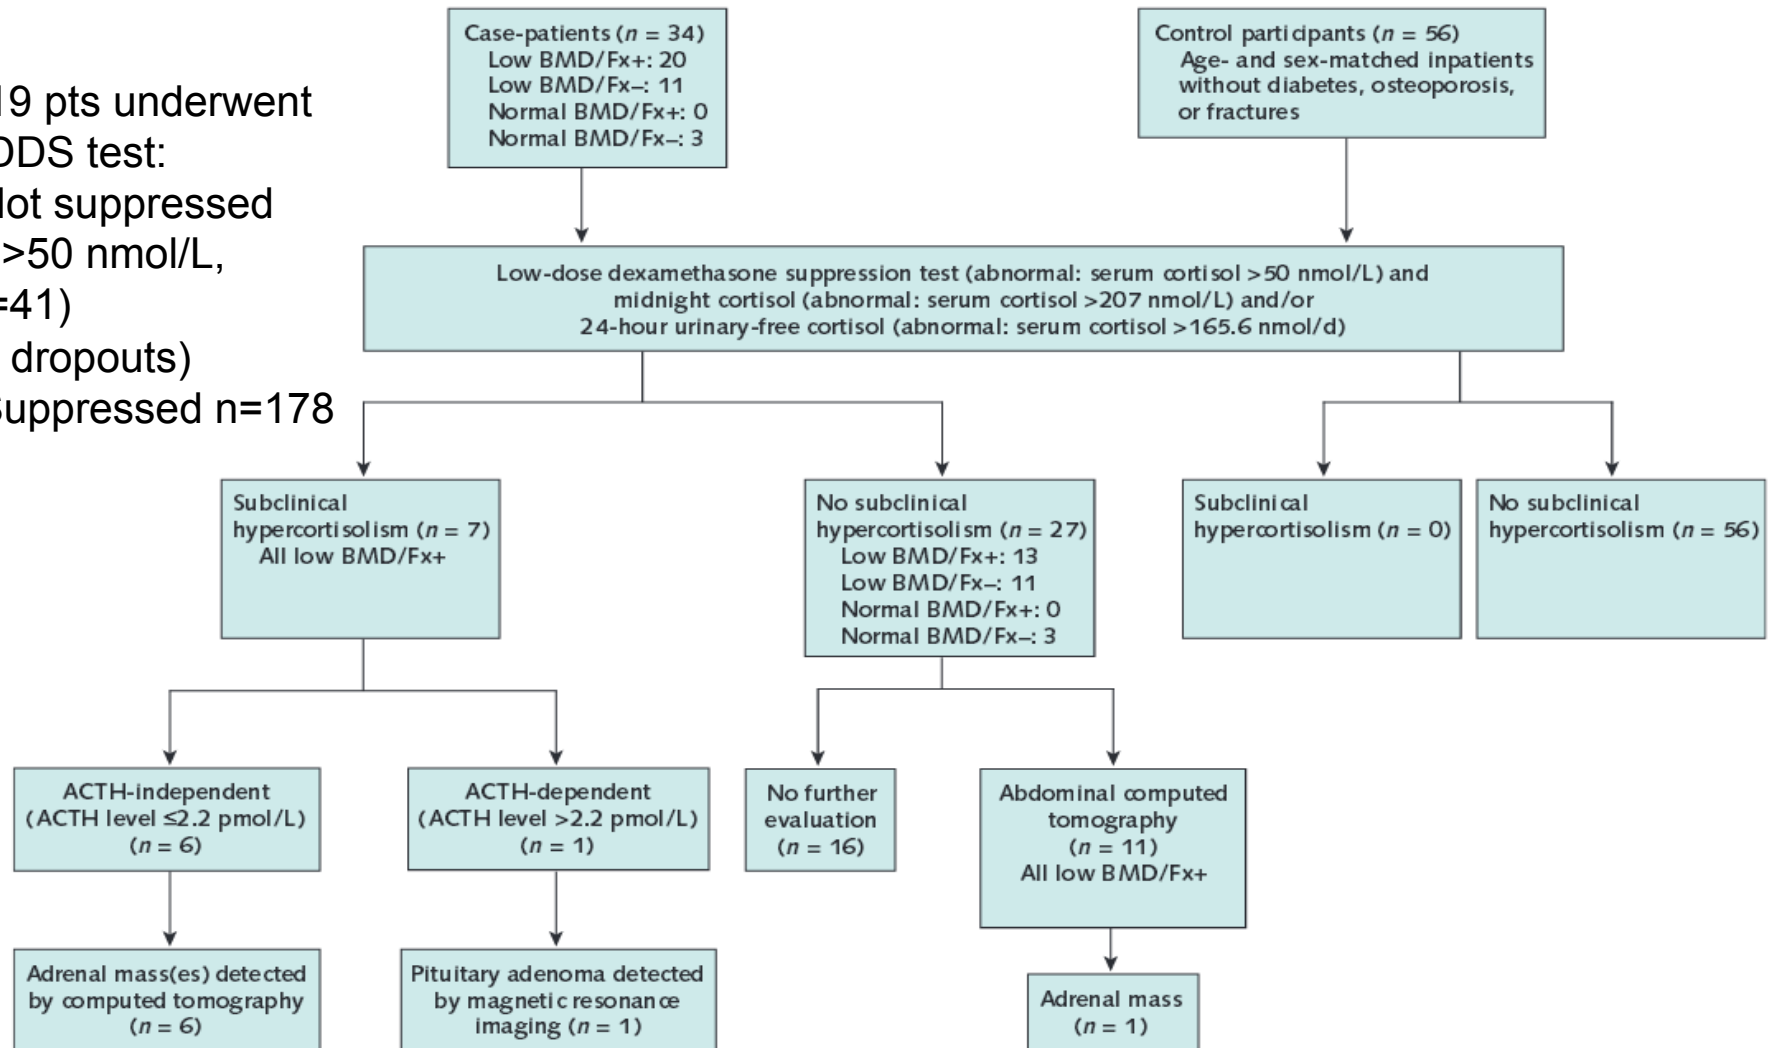 19 pts underwent
DDS test:
lot suppressed
>50 nmol/L,
=41)
dropouts)
Suppressed n=178
Case-patients (n = 34)
Low BMD/Fx+: 20
Low BMD/Fx–: 11
Normal BMD/Fx+: 0
Normal BMD/Fx–: 3
Control participants (n = 56)
Age- and sex-matched inpatients
without diabetes, osteoporosis,
or fractures
Low-dose dexamethasone suppression test (abnormal: serum cortisol >50 nmol/L) and
midnight cortisol (abnormal: serum cortisol >207 nmol/L) and/or
24-hour urinary-free cortisol (abnormal: serum cortisol >165.6 nmol/d)
Subclinical
hypercortisolism (n = 7)
All low BMD/Fx+
No subclinical
hypercortisolism (n = 27)
Low BMD/Fx+: 13
Low BMD/Fx–: 11
Normal BMD/Fx+: 0
Normal BMD/Fx–: 3
Subclinical
hypercortisolism (n = 0)
No subclinical
hypercortisolism (n = 56)
ACTH-independent
(ACTH level ≤2.2 pmol/L)
(n = 6)
ACTH-dependent
(ACTH level >2.2 pmol/L)
(n = 1)
No further
evaluation
(n = 16)
Abdominal computed
tomography
(n = 11)
All low BMD/Fx+
Adrenal mass(es) detected
by computed tomography
(n = 6)
Pituitary adenoma detected
by magnetic resonance
imaging (n = 1)
Adrenal mass
(n = 1)